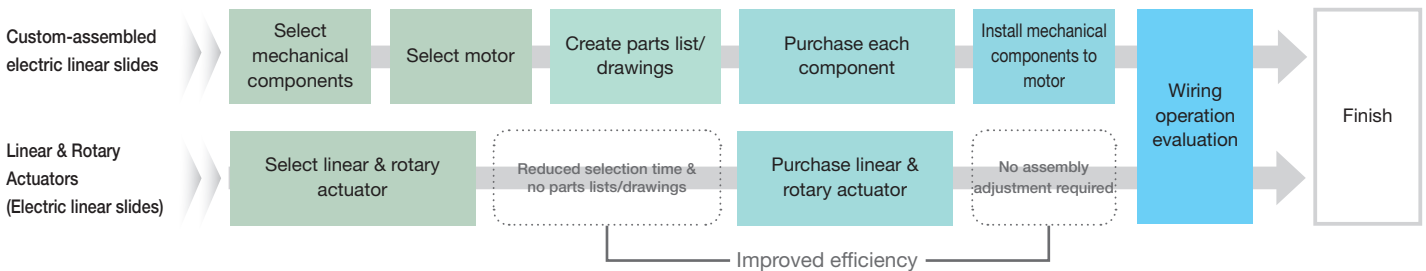 Custom-assembled
electric linear slides
Select
mechanical
components
Select motor
Create parts list/
drawings
Purchase each
component
Install mechanical
components to
motor
Wiring
operation
evaluation
Finish
Linear & Rotary
Actuators
(Electric linear slides)
Select linear & rotary
actuator
Reduced selection time &
no parts lists/drawings
Purchase linear &
rotary actuator
No assembly
adjustment required
Improved efficiency